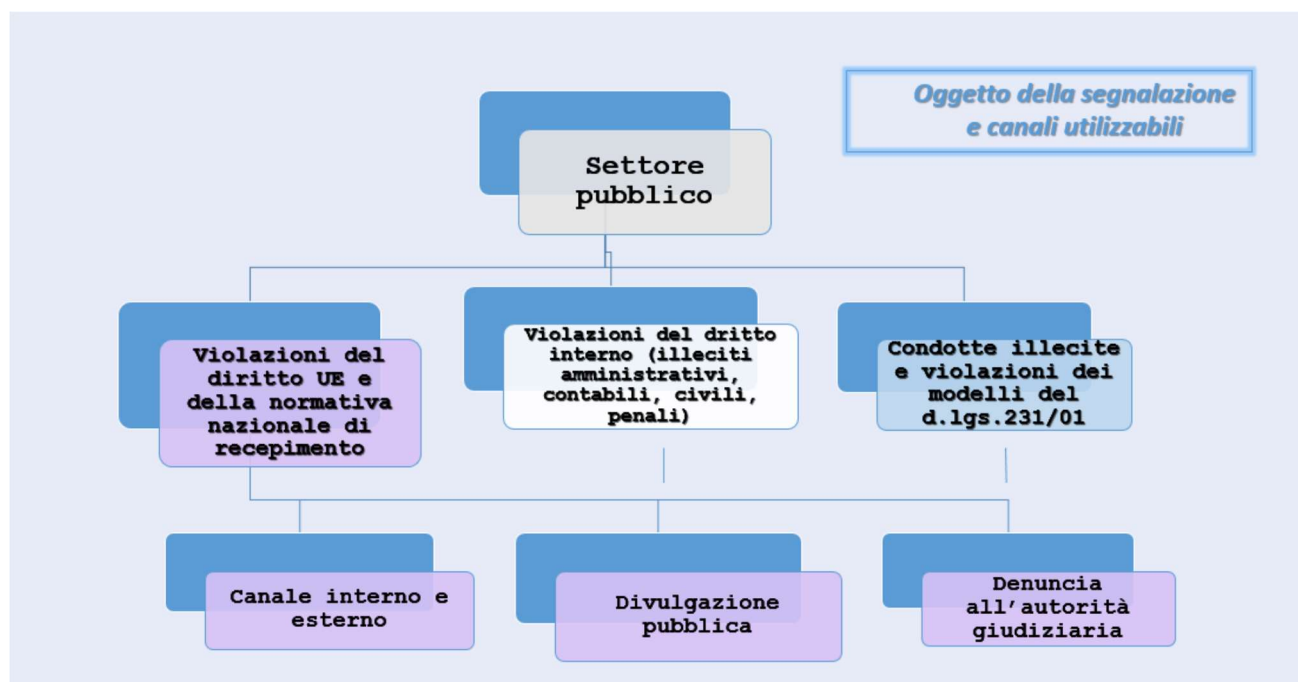 Oggetto della segnalazione
e canali utilizzabili
Settore
pubblico
Violazioni del
diritto UE e
della normativa
nazionale di
recepimento
Violazioni del dritto
interno (illeciti
amministrativi,
contabili, civili,
penali)
Condotte illecite
e violazioni dei
modelli del
d.lgs.231/01
Canale interno e
esterno
Divulgazione
pubblica
Denuncia
all’autorità
giudiziaria